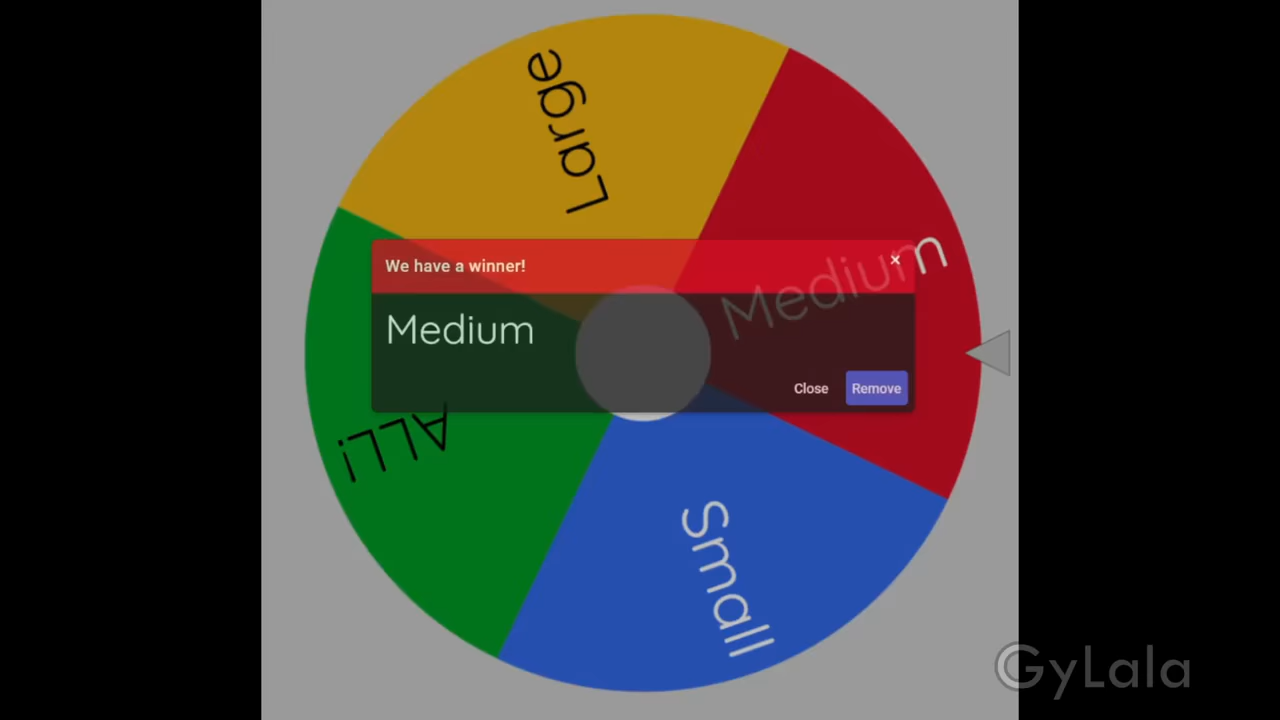 Large
Medium
We have a winner!
×
Medium
Close
Remove
ALL!
Small
GyLala